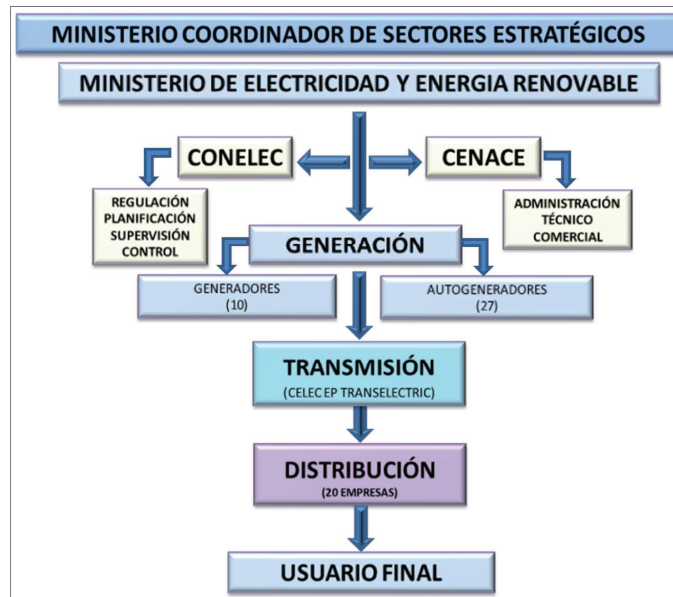 MINISTERIO COORDINADOR DE SECTORES ESTRATÉGICOS
MINISTERIO DE ELECTRICIDAD Y ENERGIA RENOVABLE
CONELEC
CENACE
REGULACIÓN
PLANIFICACIÓN
SUPERVISIÓN
CONTROL
ADMINISTRACIÓN
TÉCNICO
COMERCIAL
GENERACIÓN
GENERADORES
(10)
AUTOGENERADORES
(27)
TRANSMISIÓN
(CELEC EP TRANSELECTRIC)
DISTRIBUCIÓN
(20 EMPRESAS)
USUARIO FINAL